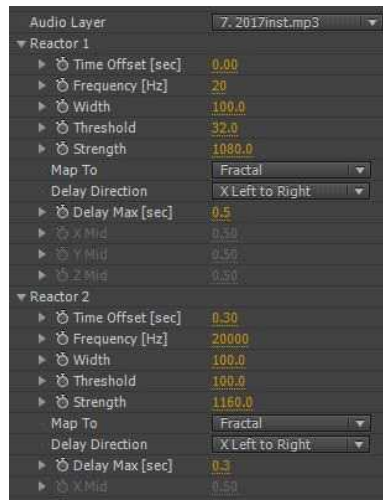 Audio Layer 7. 2017inst.mp3
Reactor 1
Time Offset [sec] 0.00
Frequency [Hz] 20
Width 100.0
Threshold 32.0
Strength 1080.0
Map To Fractal
Delay Direction X Left to Right
Delay Max [sec] 0.5
X Mid 0.50
Y Mid 0.50
Z Mid 0.50
Reactor 2
Time Offset [sec] 0.30
Frequency [Hz] 20000
Width 100.0
Threshold 100.0
Strength 1160.0
Map To Fractal
Delay Direction X Left to Right
Delay Max [sec] 0.3
X Mid 0.50